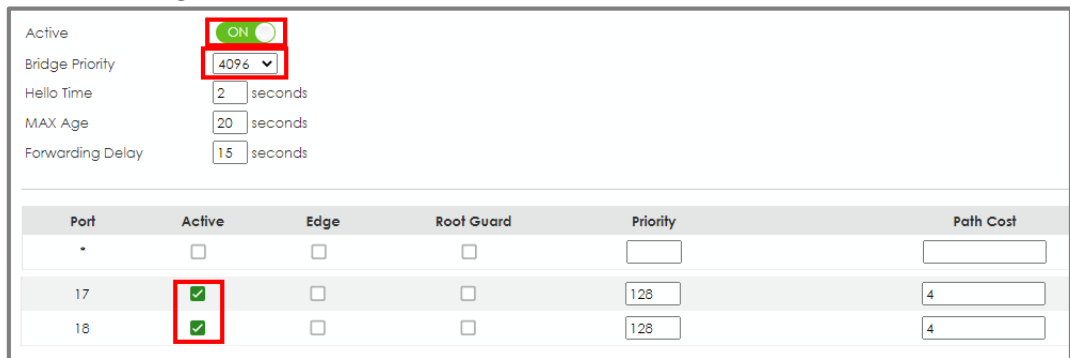 Active ON
Bridge Priority 4096
Hello Time 2 seconds
MAX Age 20 seconds
Forwarding Delay 15 seconds
Port Active Edge Root Guard Priority Path Cost
*
17 128 4
18 128 4